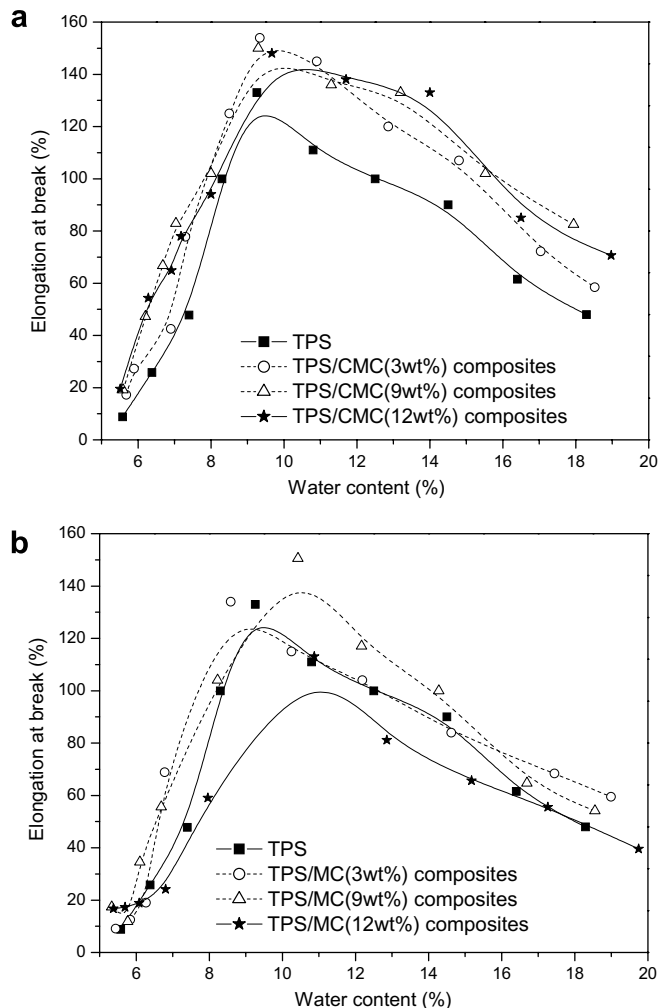 a
160
140
120
100
80
60
40
20
0
Elongation at break (%)
TPS
TPS/CMC(3wt%) composites
TPS/CMC(9wt%) composites
TPS/CMC(12wt%) composites
6 8 10 12 14 16 18 20
Water content (%)
b
160
140
120
100
80
60
40
20
0
Elongation at break (%)
TPS
TPS/MC(3wt%) composites
TPS/MC(9wt%) composites
TPS/MC(12wt%) composites
6 8 10 12 14 16 18 20
Water content (%)